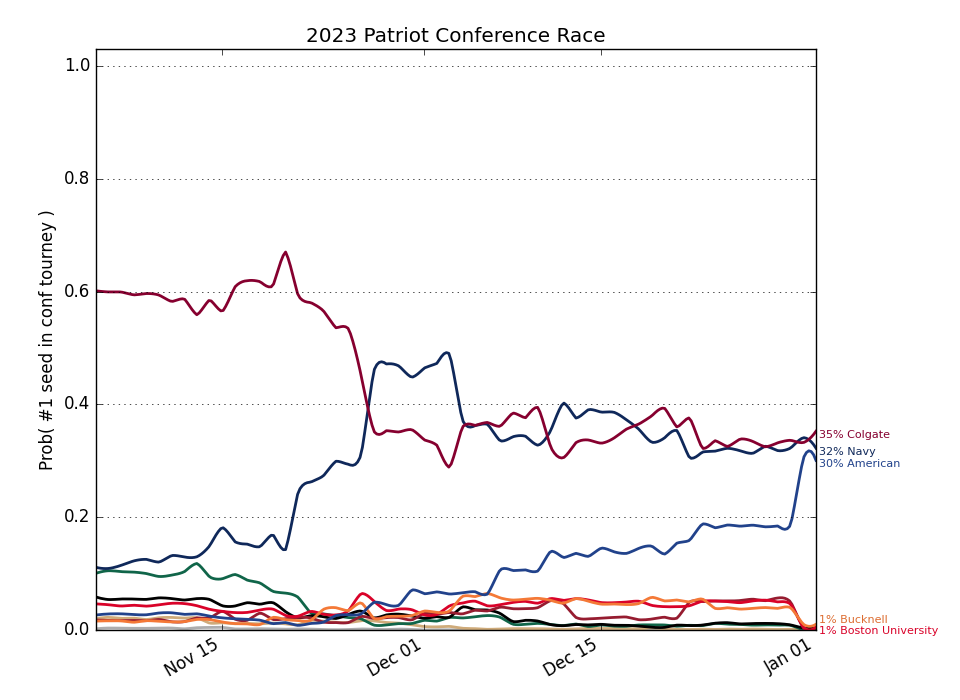 2023 Patriot Conference Race
Prob( #1 seed in conf tourney )
1.0
0.8
0.6
0.4
0.2
0.0
Nov 15
Dec 01
Dec 15
Jan 01
35% Colgate
32% Navy
30% American
1% Bucknell
1% Boston University